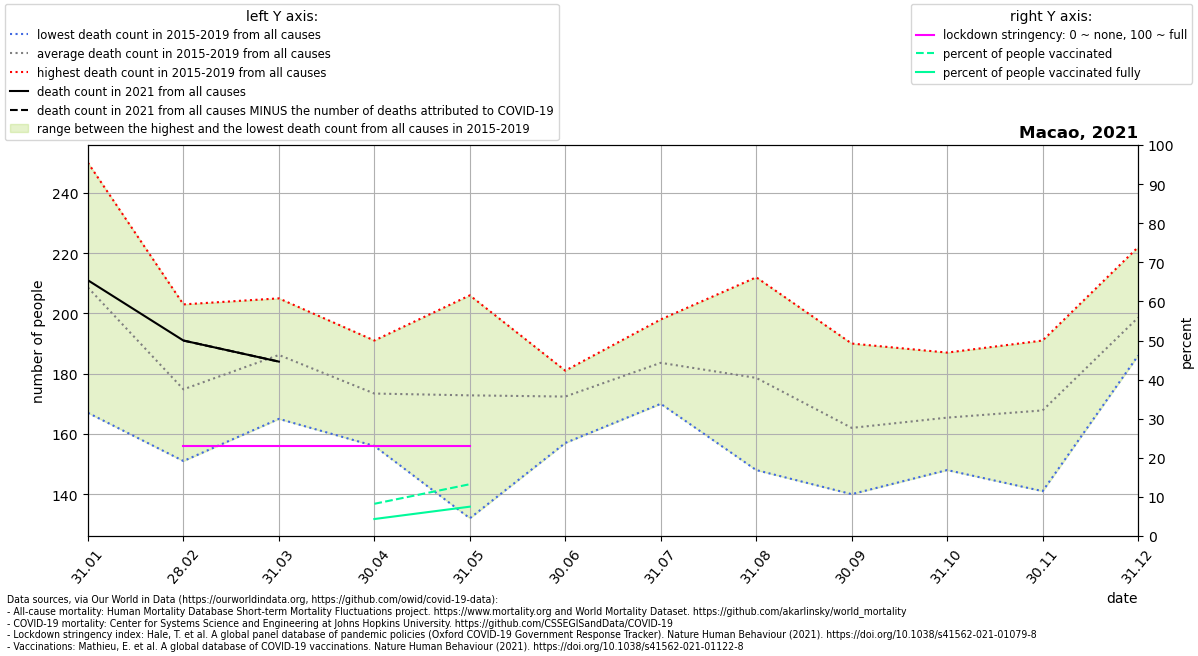 left Y axis:
lowest death count in 2015-2019 from all causes
average death count in 2015-2019 from all causes
highest death count in 2015-2019 from all causes
death count in 2021 from all causes
death count in 2021 from all causes MINUS the number of deaths attributed to COVID-19
range between the highest and the lowest death count from all causes in 2015-2019
right Y axis:
lockdown stringency: 0 ~ none, 100 ~ full
percent of people vaccinated
percent of people vaccinated fully
Macao, 2021
number of people
240
220
200
180
160
140
100
90
80
70
60
50
40
30
20
10
0
percent
31.01
28.02
31.03
30.04
31.05
30.06
31.07
31.08
30.09
31.10
30.11
31.12
date
Data sources, via Our World in Data (https://ourworldindata.org, https://github.com/owid/covid-19-data):
- All-cause mortality: Human Mortality Database Short-term Mortality Fluctuations project. https://www.mortality.org and World Mortality Dataset. https://github.com/akarlinsky/world_mortality
- COVID-19 mortality: Center for Systems Science and Engineering at Johns Hopkins University. https://github.com/CSSEGISandData/COVID-19
- Lockdown stringency index: Hale, T. et al. A global panel database of pandemic policies (Oxford COVID-19 Government Response Tracker). Nature Human Behaviour (2021). https://doi.org/10.1038/s41562-021-01079-8
- Vaccinations: Mathieu, E. et al. A global database of COVID-19 vaccinations. Nature Human Behaviour (2021). https://doi.org/10.1038/s41562-021-01122-8